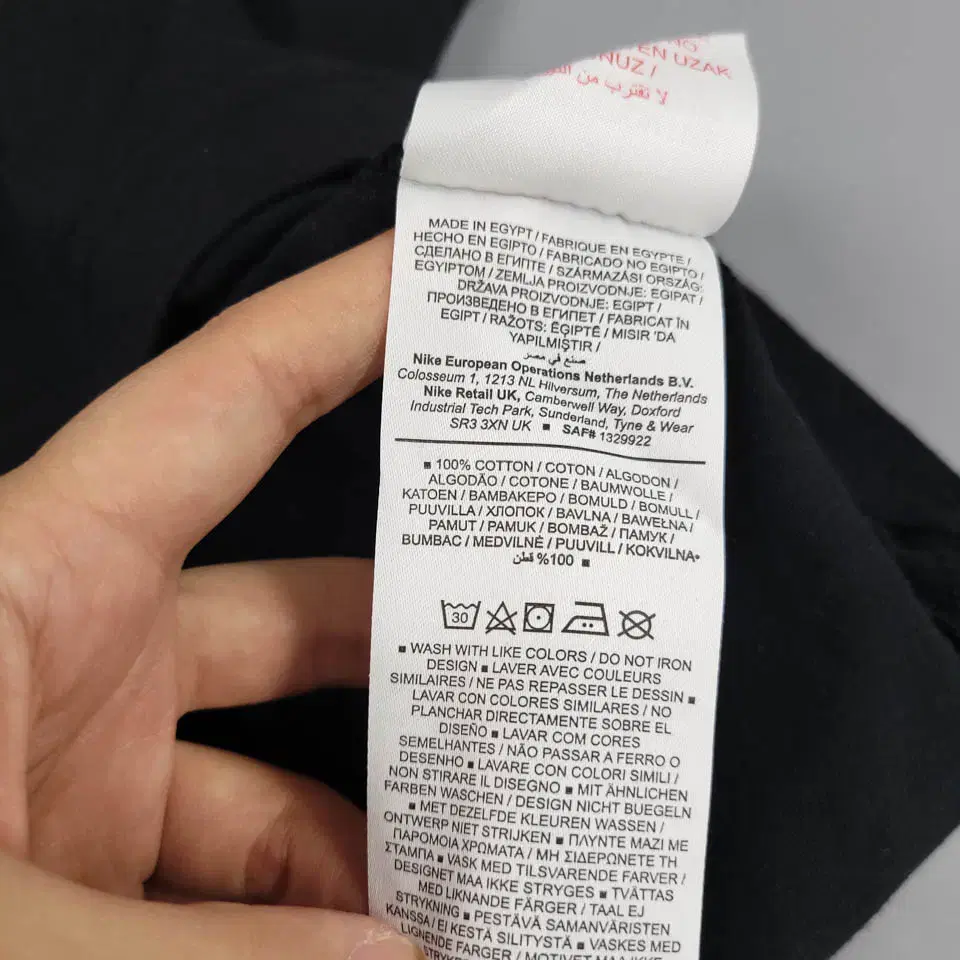 EN UZAK
NUZ /
لا تقترب من
MADE IN EGYPT / FABRIQUE EN EGYPTE /
HECHO EN EGIPTO / FABRICADO NO EGIPTO /
СДЕЛАНО В ЕГИПТЕ / SZÁRMAZÁSI ORSZÁG:
EGYIPTOM / ZEMLJA PROIZVODNJE: EGIPAT /
DRŽAVA PROIZVODNJE: EGIPT /
ПРОИЗВЕДЕНО В ЕГИПЕТ / FABRICAT ÎN
EGIPT / RAŽOTS: ĒĢIPTĒ / MISIR 'DA
YAPILMIŞTIR /
صنع في مصر
Nike European Operations Netherlands B.V.
Colosseum 1, 1213 NL Hilversum, The Netherlands
Nike Retail UK, Camberwell Way, Doxford
Industrial Tech Park, Sunderland, Tyne & Wear
SR3 3XN UK ■ SAF# 1329922
■ 100% COTTON / COTON / ALGODON /
ALGODÃO / COTONE / BAUMWOLLE /
KATOEN / ΒΑΜΒΑΚΕΡΟ / BOMULD / BOMULL /
PUUVILLA / ХЛОПОК / BAVLNA / BAWEŁNA /
PAMUT / PAMUK / BOMBAŽ / ПАМУК /
BUMBAC / MEDVILNĖ / PUUVILL / KOKVILNA•
100% قطن ■
30
■ WASH WITH LIKE COLORS / DO NOT IRON
DESIGN ■ LAVER AVEC COULEURS
SIMILAIRES / NE PAS REPASSER LE DESSIN ■
LAVAR CON COLORES SIMILARES / NO
PLANCHAR DIRECTAMENTE SOBRE EL
DISEÑO ■ LAVAR COM CORES
SEMELHANTES / NÃO PASSAR A FERRO O
DESENHO ■ LAVARE CON COLORI SIMILI /
NON STIRARE IL DISEGNO ■ MIT ÄHNLICHEN
FARBEN WASCHEN / DESIGN NICHT BUEGELN
■ MET DEZELFDE KLEUREN WASSEN /
ONTWERP NIET STRIJKEN ■ ΠΛΥΝΤΕ ΜΑΖΙ ΜΕ
ΠΑΡΟΜΟΙΑ ΧΡΩΜΑΤΑ / ΜΗ ΣΙΔΕΡΩΝΕΤΕ ΤΗ
ΣΤΑΜΠΑ ■ VASK MED TILSVARENDE FARVER /
DESIGNET MAA IKKE STRYGES ■ TVÄTTAS
MED LIKNANDE FÄRGER / TAAL EJ
STRYKNING ■ PESTÄVÄ SAMANVÄRISTEN
KANSSA / EI KESTÄ SILITYSTÄ ■ VASKES MED
LIGNENDE FARGER / MOTIVET MAA IKKE